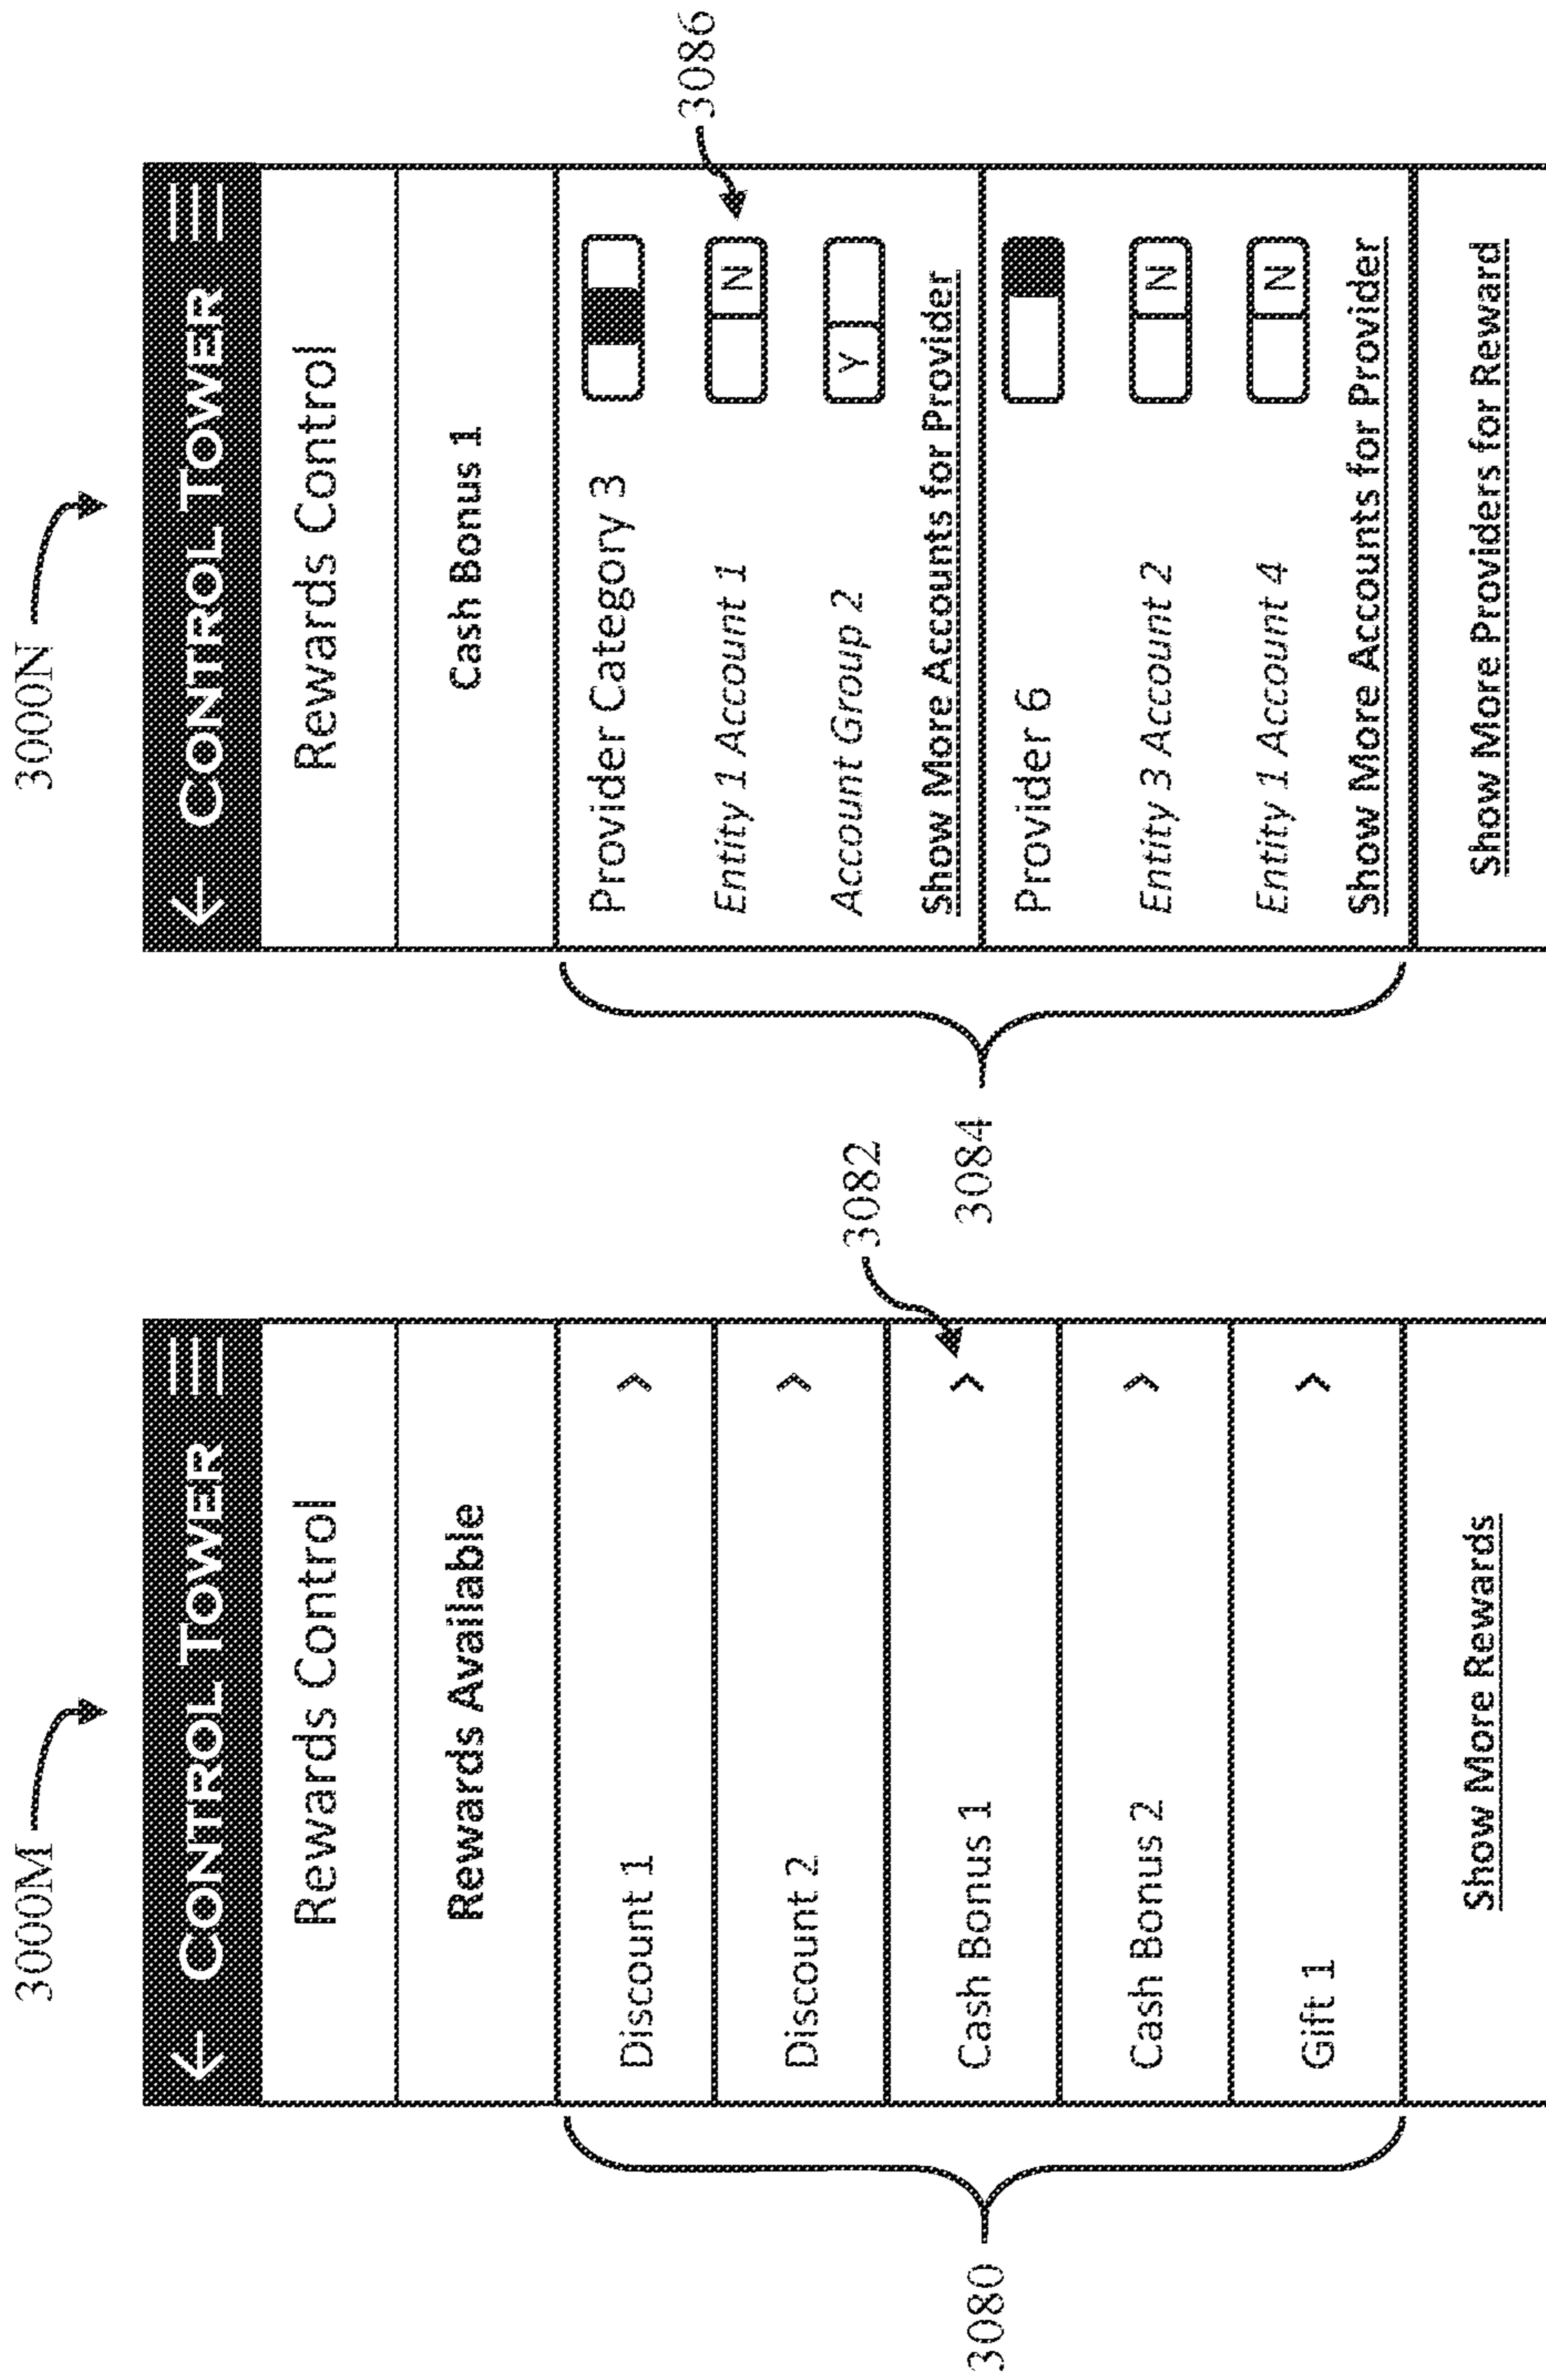 3000M
← CONTROL TOWER
Rewards Control
Rewards Available
Discount 1 >
Discount 2 >
Cash Bonus 1 >
Cash Bonus 2 >
Gift 1 >
Show More Rewards
3080
3082
3000N
← CONTROL TOWER
Rewards Control
Cash Bonus 1
Provider Category 3
Entity 1 Account 1 N
Account Group 2 Y
Show More Accounts for Provider
Provider 6
Entity 3 Account 2 N
Entity 1 Account 4 N
Show More Accounts for Provider
Show More Providers for Reward
3084
3086